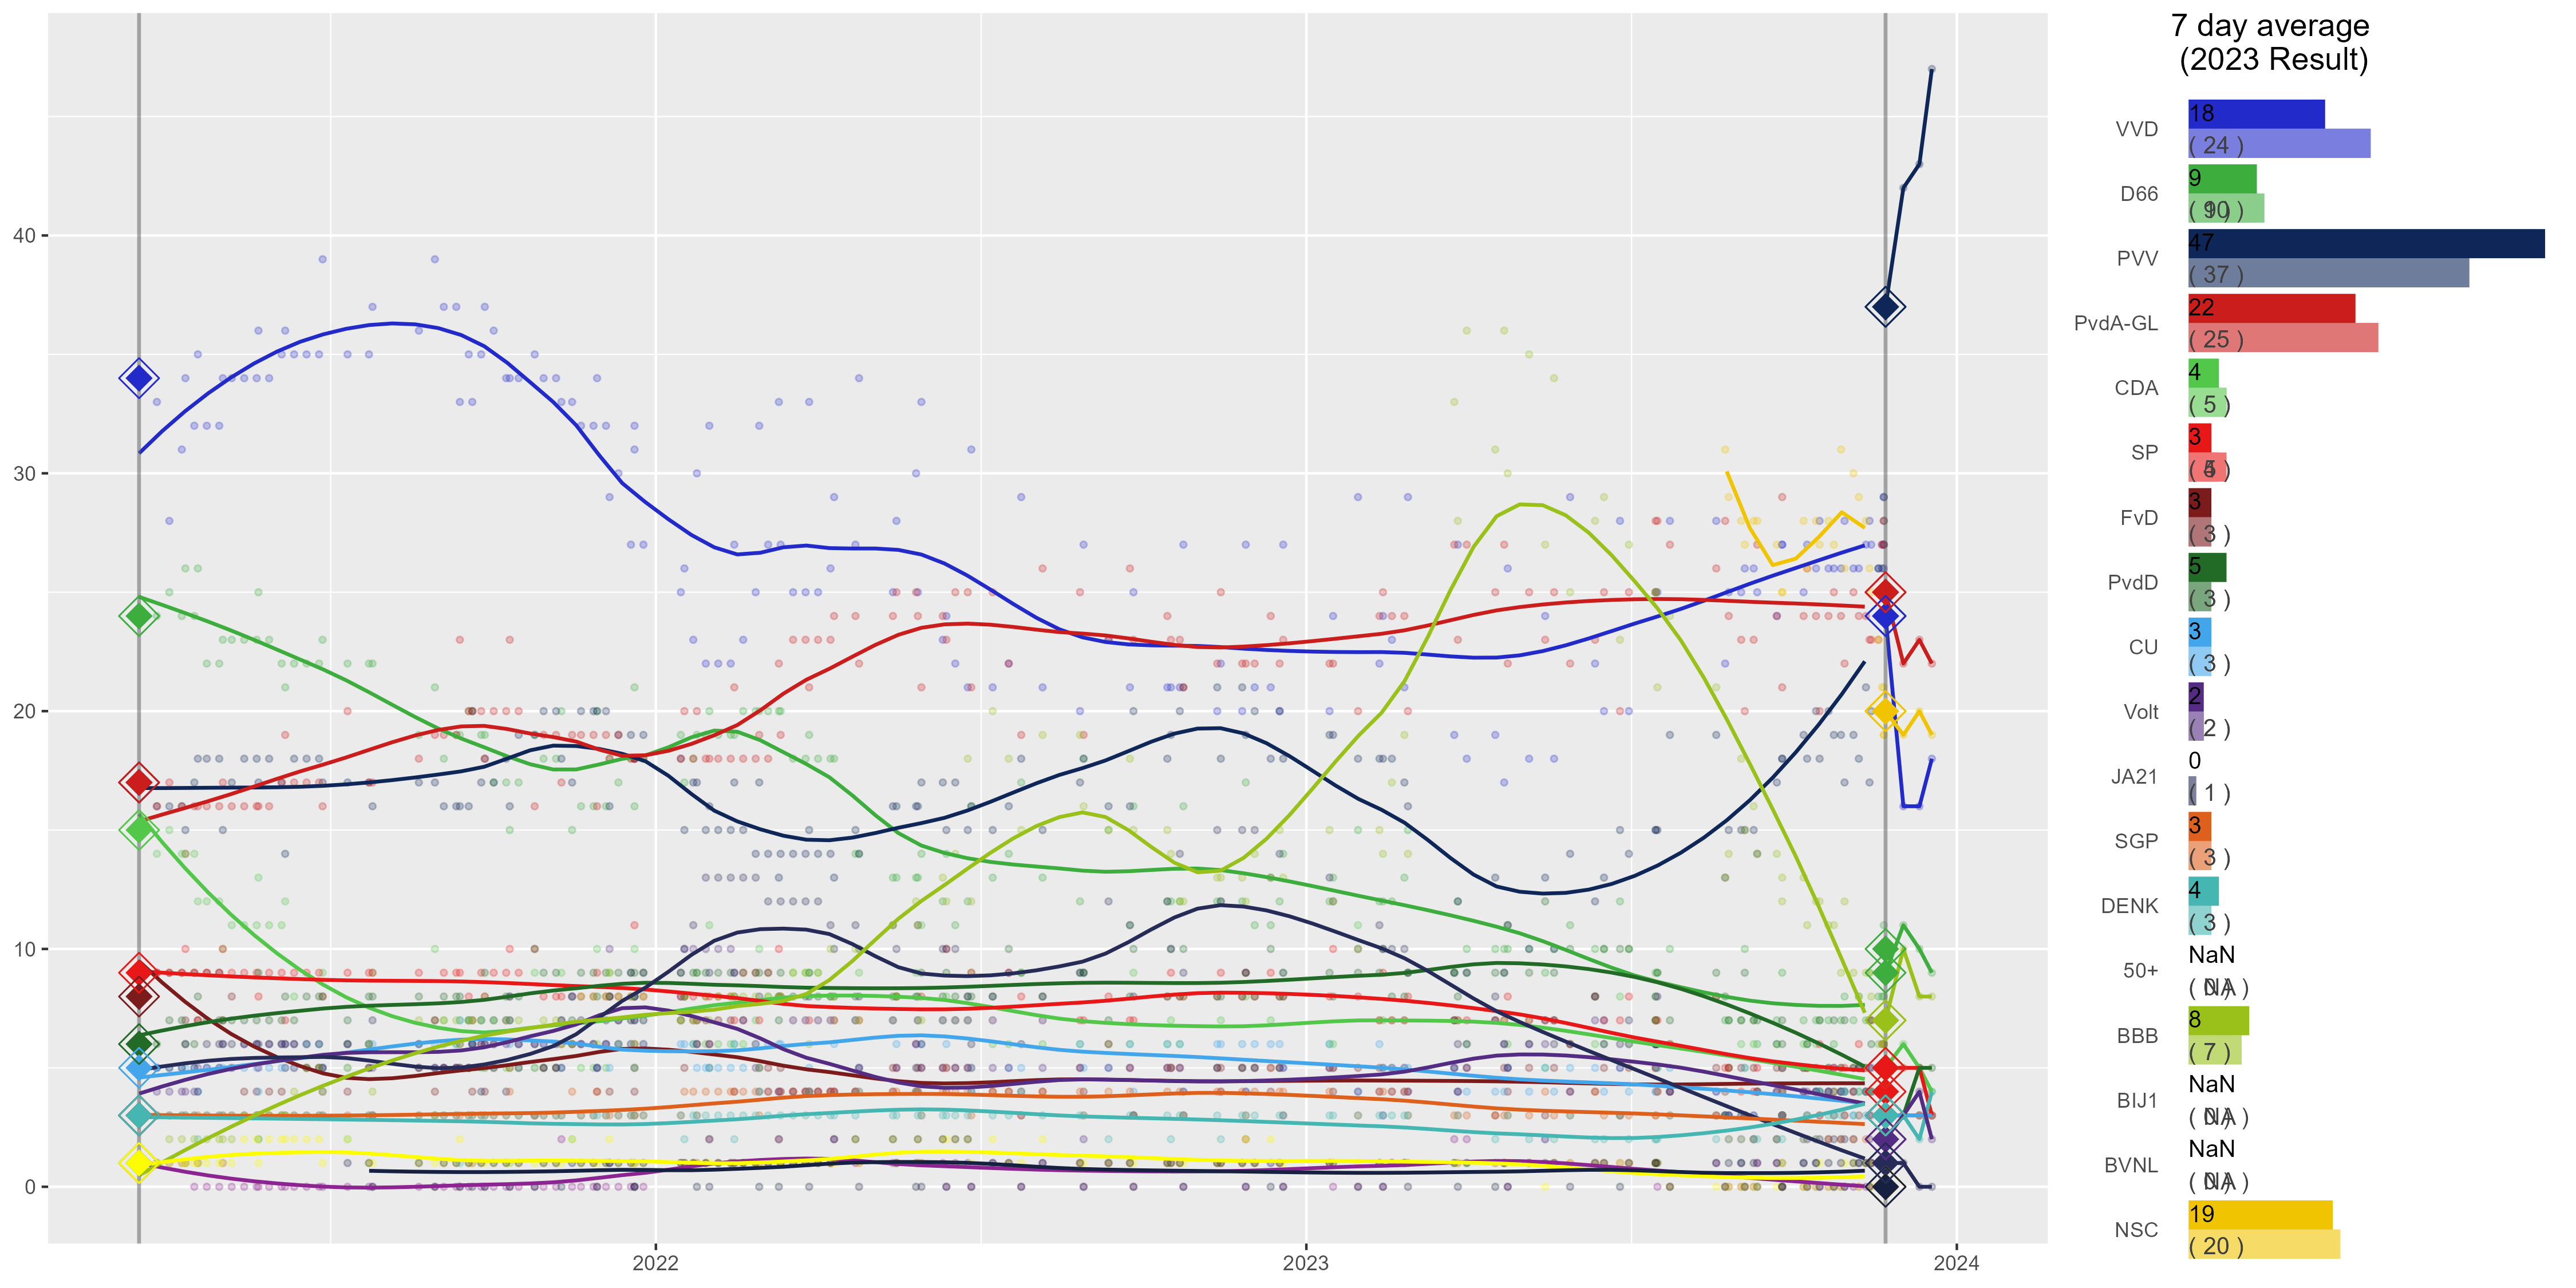 7 day average
(2023 Result)
VVD
18
( 24 )
D66
9
PVV
47
( 37 )
PvdA-GL
22
( 25 )
CDA
4
( 5 )
SP
3
FvD
3
( 3 )
PvdD
5
( 3 )
CU
3
( 3 )
Volt
2
( 2 )
JA21
0
( 1 )
SGP
3
( 3 )
DENK
4
( 3 )
50+
NaN
BBB
8
( 7 )
BIJ1
NaN
BVNL
NaN
NSC
19
( 20 )
40
30
20
10
0
2022
2023
2024